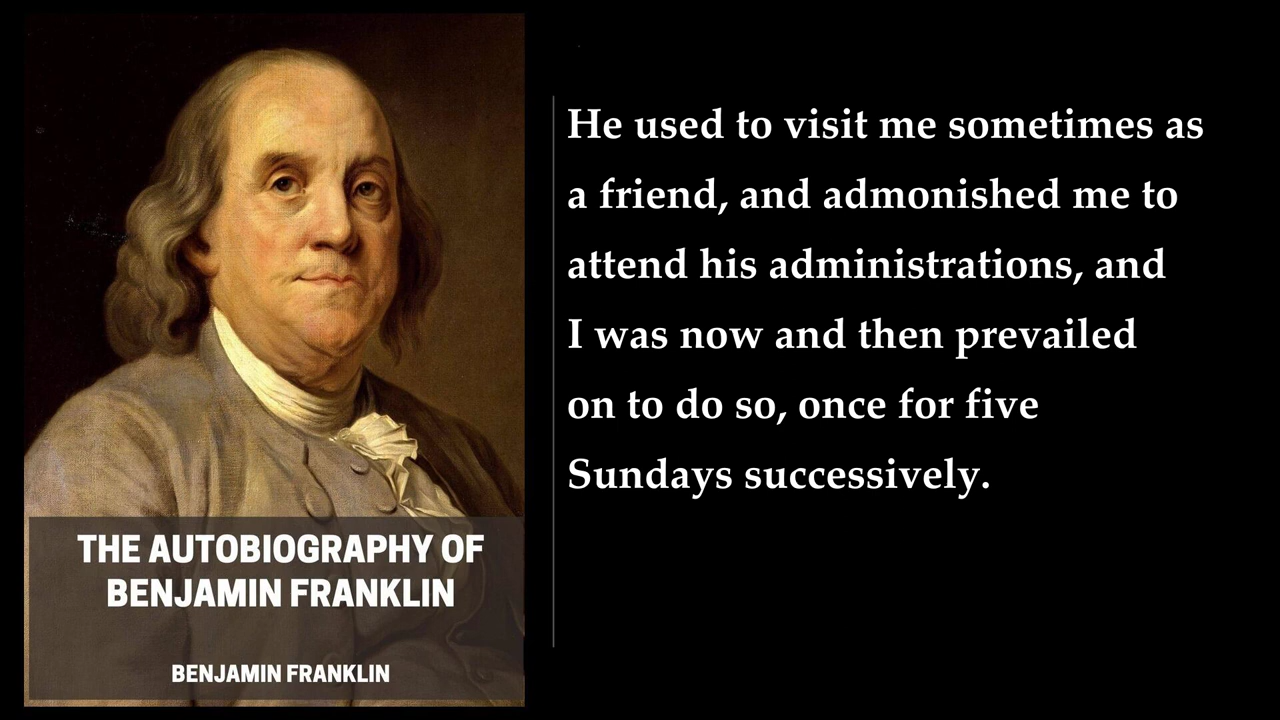 THE AUTOBIOGRAPHY OF
BENJAMIN FRANKLIN
BENJAMIN FRANKLIN
He used to visit me sometimes as
a friend, and admonished me to
attend his administrations, and
I was now and then prevailed
on to do so, once for five
Sundays successively.